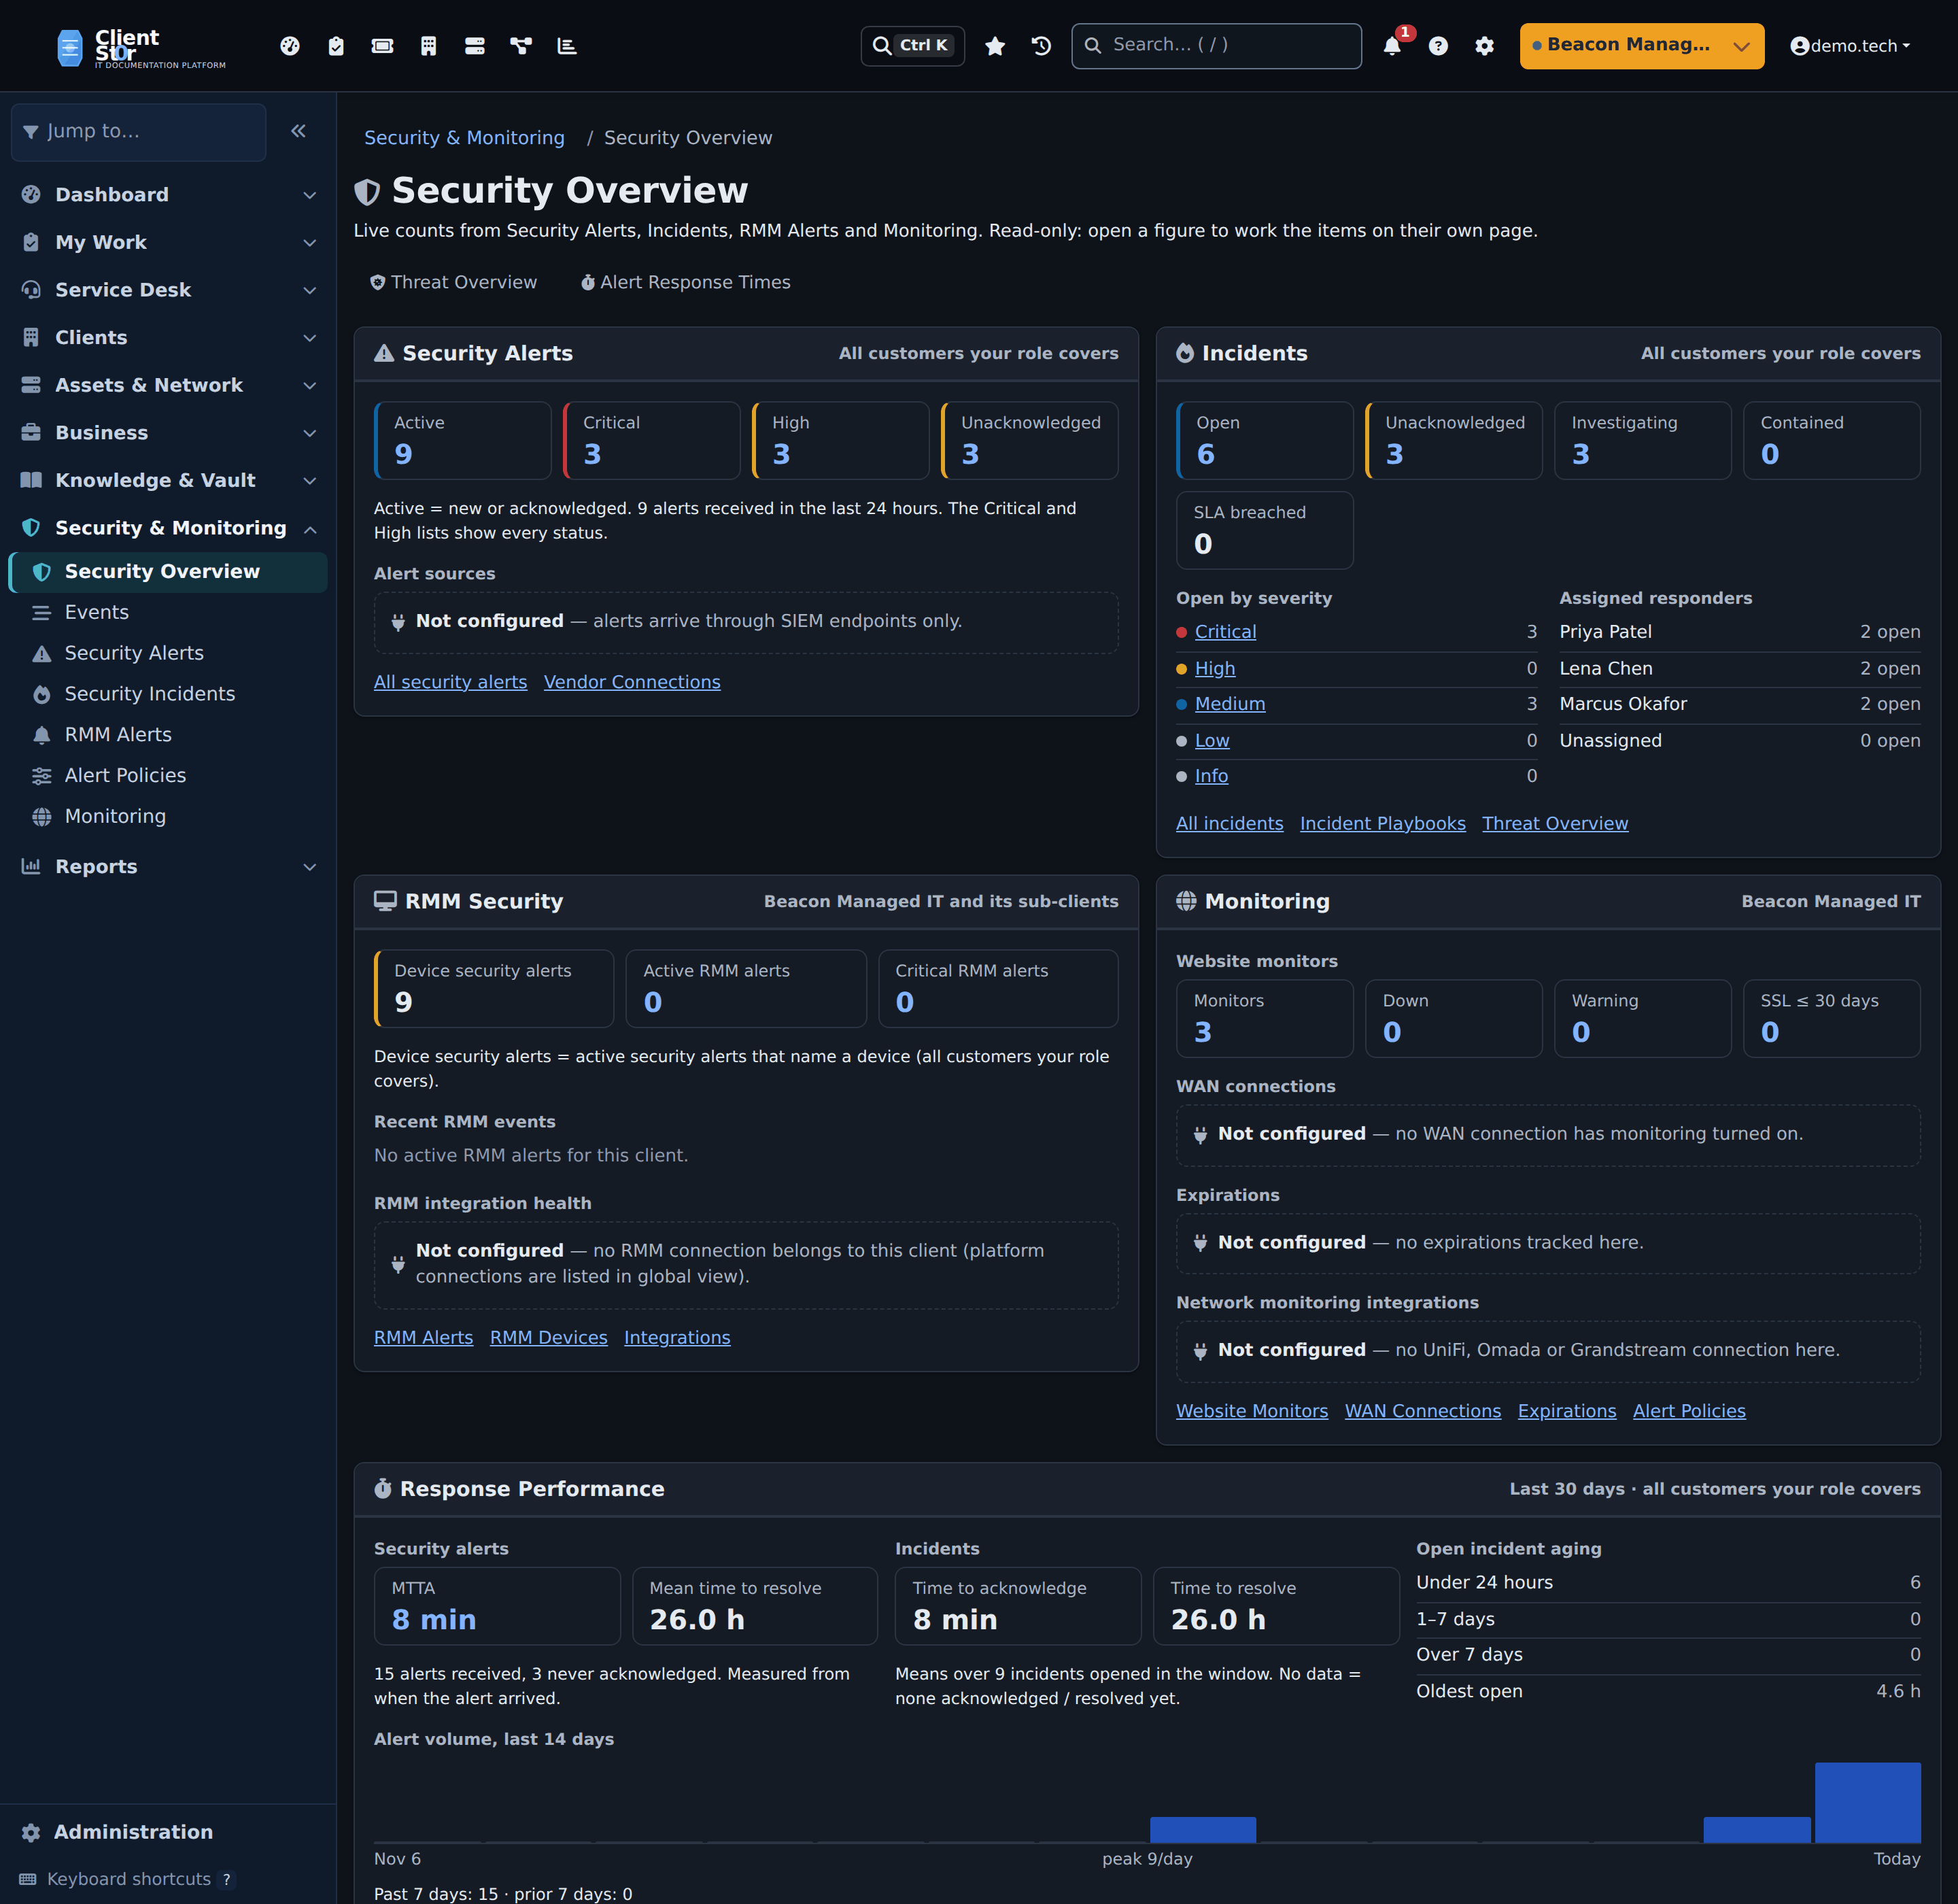 Client
St0r
IT DOCUMENTATION PLATFORM
Ctrl K
Search... ( / )
1
Beacon Manag...
demo.tech
Jump to...
Dashboard
My Work
Service Desk
Clients
Assets & Network
Business
Knowledge & Vault
Security & Monitoring
Security Overview
Events
Security Alerts
Security Incidents
RMM Alerts
Alert Policies
Monitoring
Reports
Administration
Keyboard shortcuts ?
Security & Monitoring / Security Overview
Security Overview
Live counts from Security Alerts, Incidents, RMM Alerts and Monitoring. Read-only: open a figure to work the items on their own page.
Threat Overview Alert Response Times
Security Alerts All customers your role covers
Active Critical High Unacknowledged
9 3 3 3
Active = new or acknowledged. 9 alerts received in the last 24 hours. The Critical and
High lists show every status.
Alert sources
Not configured — alerts arrive through SIEM endpoints only.
All security alerts Vendor Connections
Incidents All customers your role covers
Open Unacknowledged Investigating Contained
6 3 3 0
SLA breached
0
Open by severity
Critical 3
High 0
Medium 3
Low 0
Info 0
Assigned responders
Priya Patel 2 open
Lena Chen 2 open
Marcus Okafor 2 open
Unassigned 0 open
All incidents Incident Playbooks Threat Overview
RMM Security Beacon Managed IT and its sub-clients
Device security alerts Active RMM alerts Critical RMM alerts
9 0 0
Device security alerts = active security alerts that name a device (all customers your role
covers).
Recent RMM events
No active RMM alerts for this client.
RMM integration health
Not configured — no RMM connection belongs to this client (platform
connections are listed in global view).
RMM Alerts RMM Devices Integrations
Monitoring Beacon Managed IT
Website monitors
Monitors Down Warning SSL ≤ 30 days
3 0 0 0
WAN connections
Not configured — no WAN connection has monitoring turned on.
Expirations
Not configured — no expirations tracked here.
Network monitoring integrations
Not configured — no UniFi, Omada or Grandstream connection here.
Website Monitors WAN Connections Expirations Alert Policies
Response Performance Last 30 days · all customers your role covers
Security alerts
MTTA Mean time to resolve
8 min 26.0 h
15 alerts received, 3 never acknowledged. Measured from
when the alert arrived.
Incidents
Time to acknowledge Time to resolve
8 min 26.0 h
Means over 9 incidents opened in the window. No data =
none acknowledged / resolved yet.
Open incident aging
Under 24 hours 6
1–7 days 0
Over 7 days 0
Oldest open 4.6 h
Alert volume, last 14 days
Nov 6 peak 9/day Today
Past 7 days: 15 · prior 7 days: 0